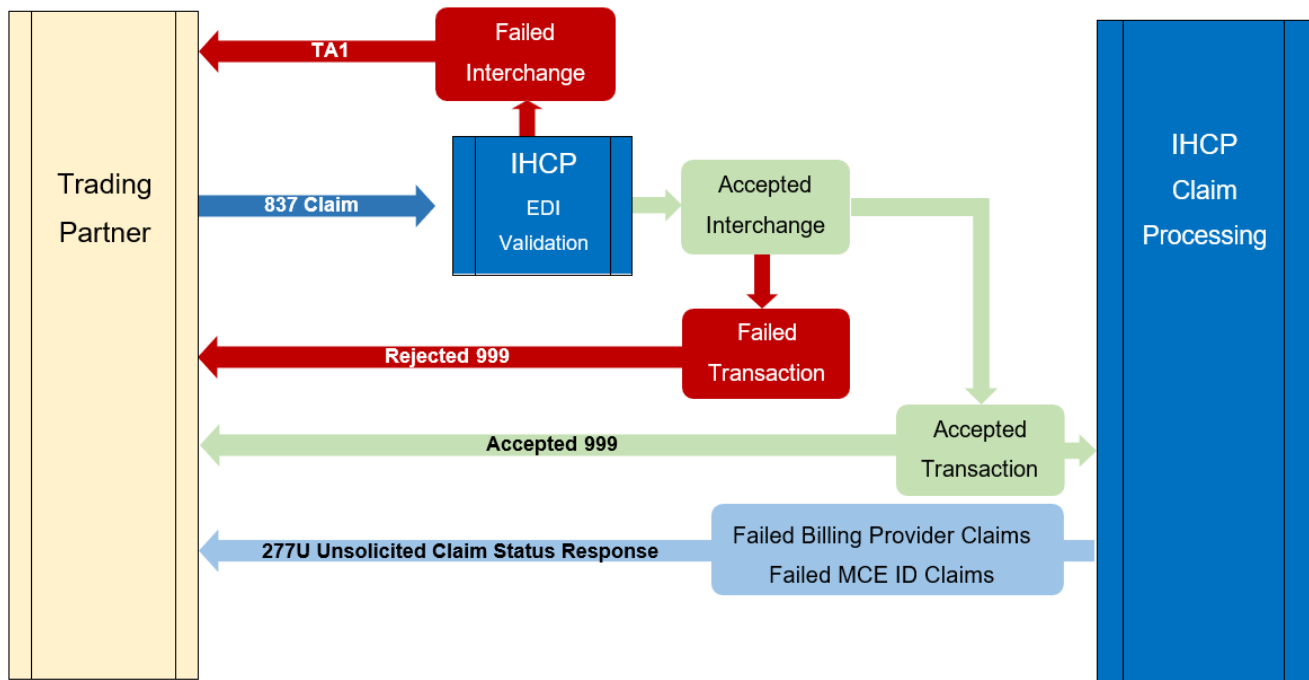 Failed
Interchange
TA1
Trading
Partner
837 Claim
IHCP
EDI
Validation
Accepted
Interchange
IHCP
Claim
Processing
Rejected 999
Failed
Transaction
Accepted 999
Accepted
Transaction
277U Unsolicited Claim Status Response
Failed Billing Provider Claims
Failed MCE ID Claims